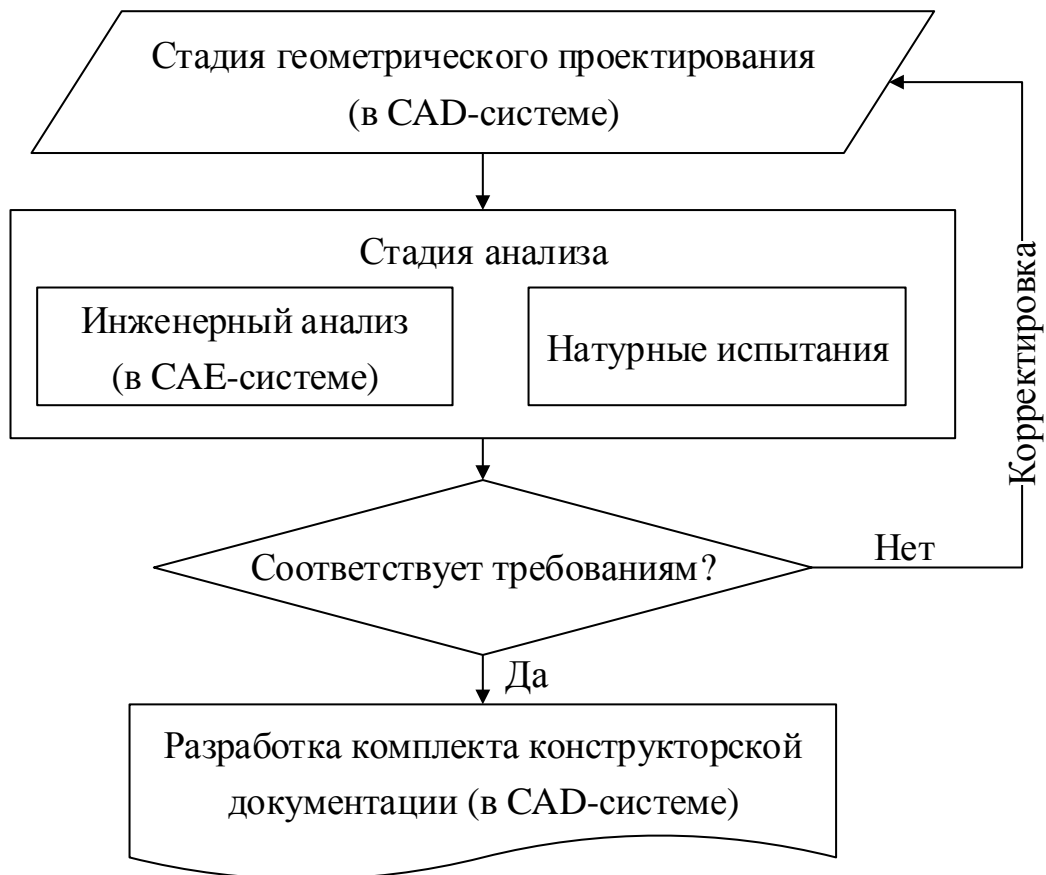 Стадия геометрического проектирования
(в CAD-системе)
Стадия анализа
Инженерный анализ
(в CAE-системе)
Натурные испытания
Корректировка
Соответствует требованиям?
Нет
Да
Разработка комплекта конструкторской
документации (в CAD-системе)